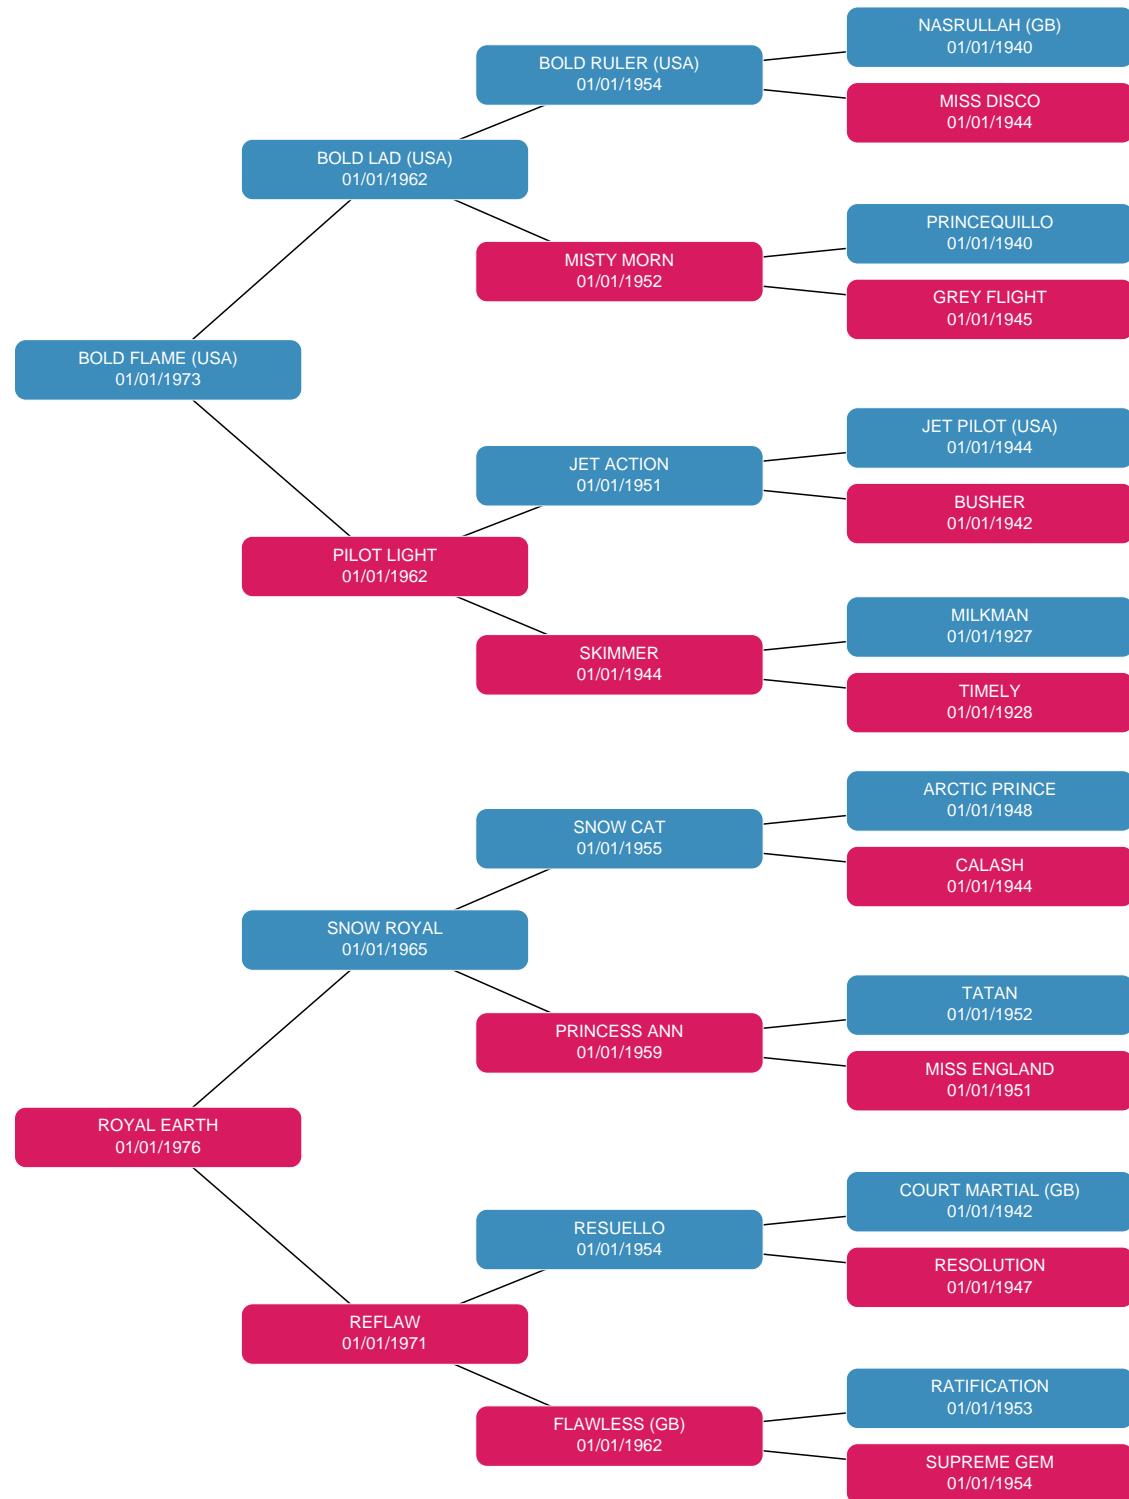 NASRULLAH (GB)
01/01/1940
BOLD RULER (USA)
01/01/1954
MISS DISCO
01/01/1944
BOLD LAD (USA)
01/01/1962
PRINCEQUILLO
01/01/1940
MISTY MORN
01/01/1952
GREY FLIGHT
01/01/1945
BOLD FLAME (USA)
01/01/1973
JET PILOT (USA)
01/01/1944
JET ACTION
01/01/1951
BUSHER
01/01/1942
PILOT LIGHT
01/01/1962
MILKMAN
01/01/1927
SKIMMER
01/01/1944
TIMELY
01/01/1928
ARCTIC PRINCE
01/01/1948
SNOW CAT
01/01/1955
CALASH
01/01/1944
SNOW ROYAL
01/01/1965
TATAN
01/01/1952
PRINCESS ANN
01/01/1959
MISS ENGLAND
01/01/1951
ROYAL EARTH
01/01/1976
COURT MARTIAL (GB)
01/01/1942
RESUELLO
01/01/1954
RESOLUTION
01/01/1947
REFLAW
01/01/1971
RATIFICATION
01/01/1953
FLAWLESS (GB)
01/01/1962
SUPREME GEM
01/01/1954